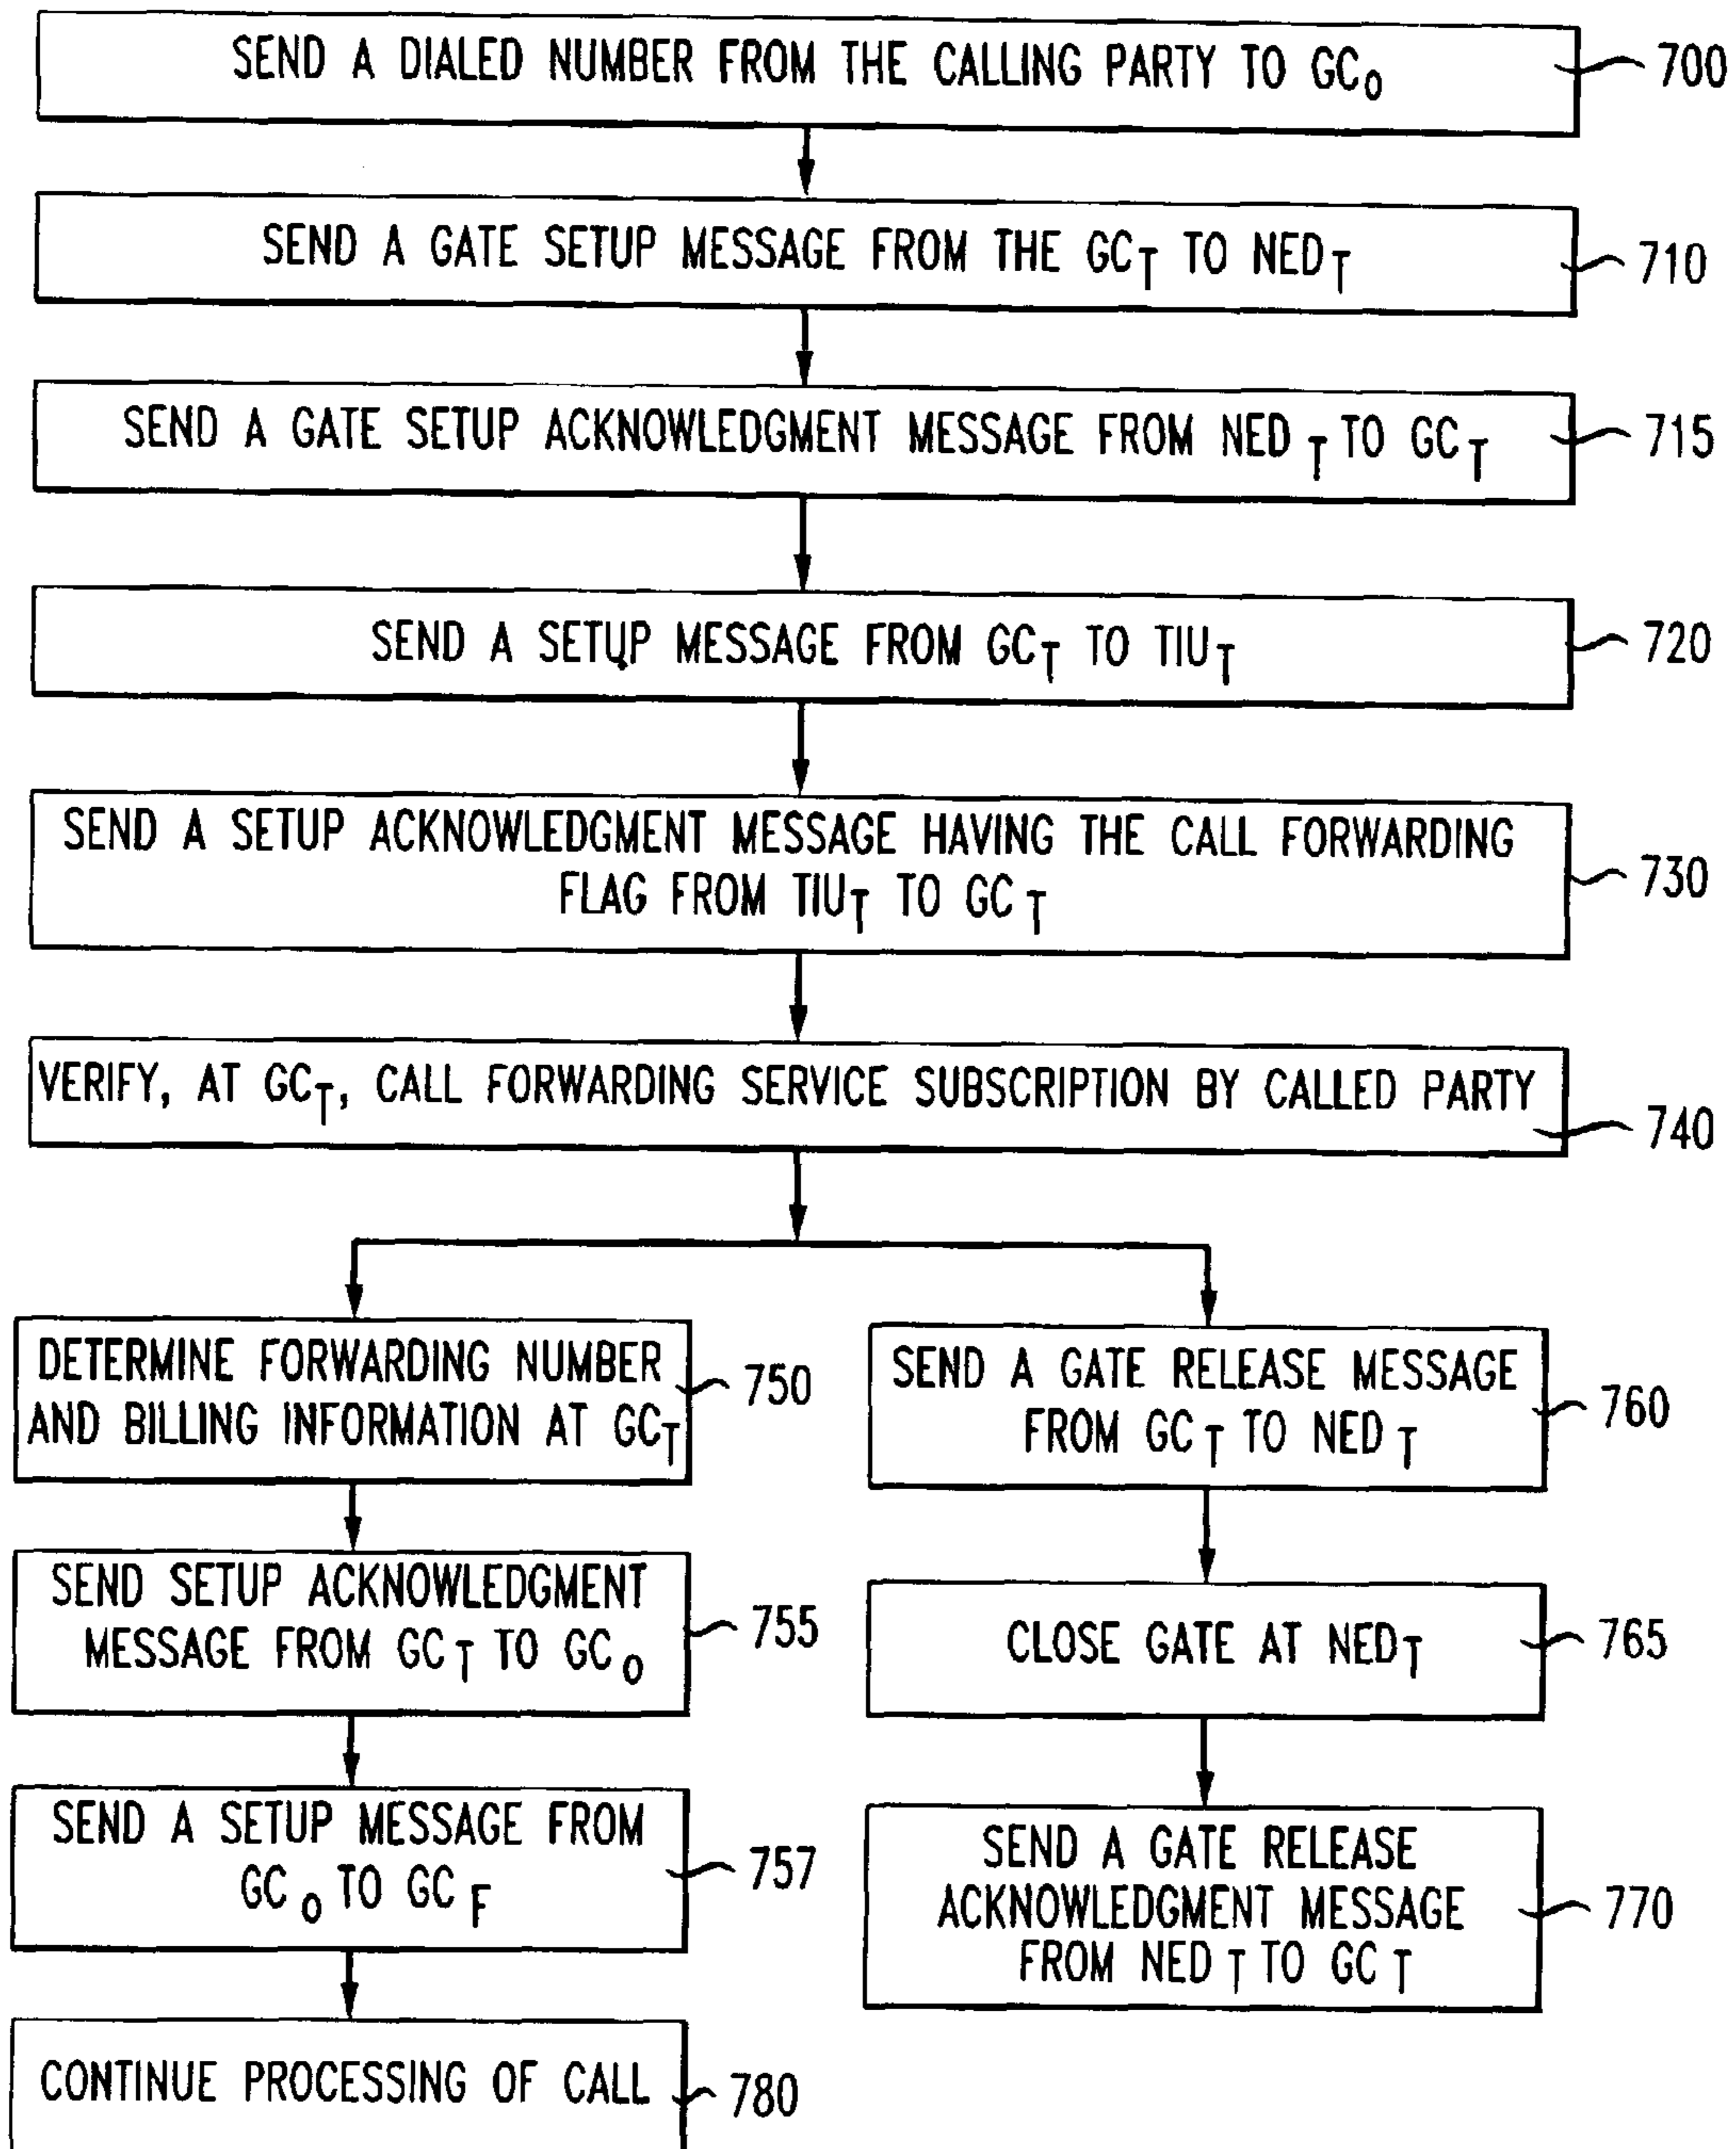 SEND A DIALED NUMBER FROM THE CALLING PARTY TO GCO
700
SEND A GATE SETUP MESSAGE FROM THE GCT TO NEDT
710
SEND A GATE SETUP ACKNOWLEDGMENT MESSAGE FROM NEDT TO GCT
715
SEND A SETUP MESSAGE FROM GCT TO TIUT
720
SEND A SETUP ACKNOWLEDGMENT MESSAGE HAVING THE CALL FORWARDING
FLAG FROM TIUT TO GCT
730
VERIFY, AT GCT, CALL FORWARDING SERVICE SUBSCRIPTION BY CALLED PARTY
740
DETERMINE FORWARDING NUMBER
AND BILLING INFORMATION AT GCT
750
SEND SETUP ACKNOWLEDGMENT
MESSAGE FROM GCT TO GCO
755
SEND A SETUP MESSAGE FROM
GCO TO GCF
757
CONTINUE PROCESSING OF CALL
780
SEND A GATE RELEASE MESSAGE
FROM GCT TO NEDT
760
CLOSE GATE AT NEDT
765
SEND A GATE RELEASE
ACKNOWLEDGMENT MESSAGE
FROM NEDT TO GCT
770